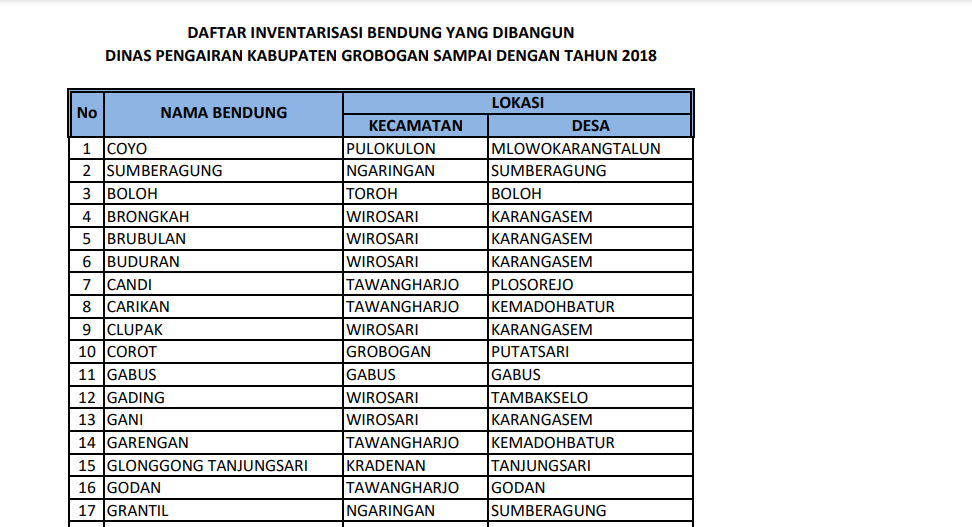 DAFTAR INVENTARISASI BENDUNG YANG DIBANGUN
DINAS PENGAIRAN KABUPATEN GROBOGAN SAMPAI DENGAN TAHUN 2018
No NAMA BENDUNG LOKASI
KECAMATAN DESA
1 COYO PULOKULON MLOWOKARANGTALUN
2 SUMBERAGUNG NGARINGAN SUMBERAGUNG
3 BOLOH TOROH BOLOH
4 BRONGKAH WIROSARI KARANGASEM
5 BRUBULAN WIROSARI KARANGASEM
6 BUDURAN WIROSARI KARANGASEM
7 CANDI TAWANGHARJO PLOSOREJO
8 CARIKAN TAWANGHARJO KEMADOHBATUR
9 CLUPAK WIROSARI KARANGASEM
10 COROT GROBOGAN PUTATSARI
11 GABUS GABUS GABUS
12 GADING WIROSARI TAMBAKSELO
13 GANI WIROSARI KARANGASEM
14 GARENGAN TAWANGHARJO KEMADOHBATUR
15 GLONGGONG TANJUNGSARI KRADENAN TANJUNGSARI
16 GODAN TAWANGHARJO GODAN
17 GRANTIL NGARINGAN SUMBERAGUNG